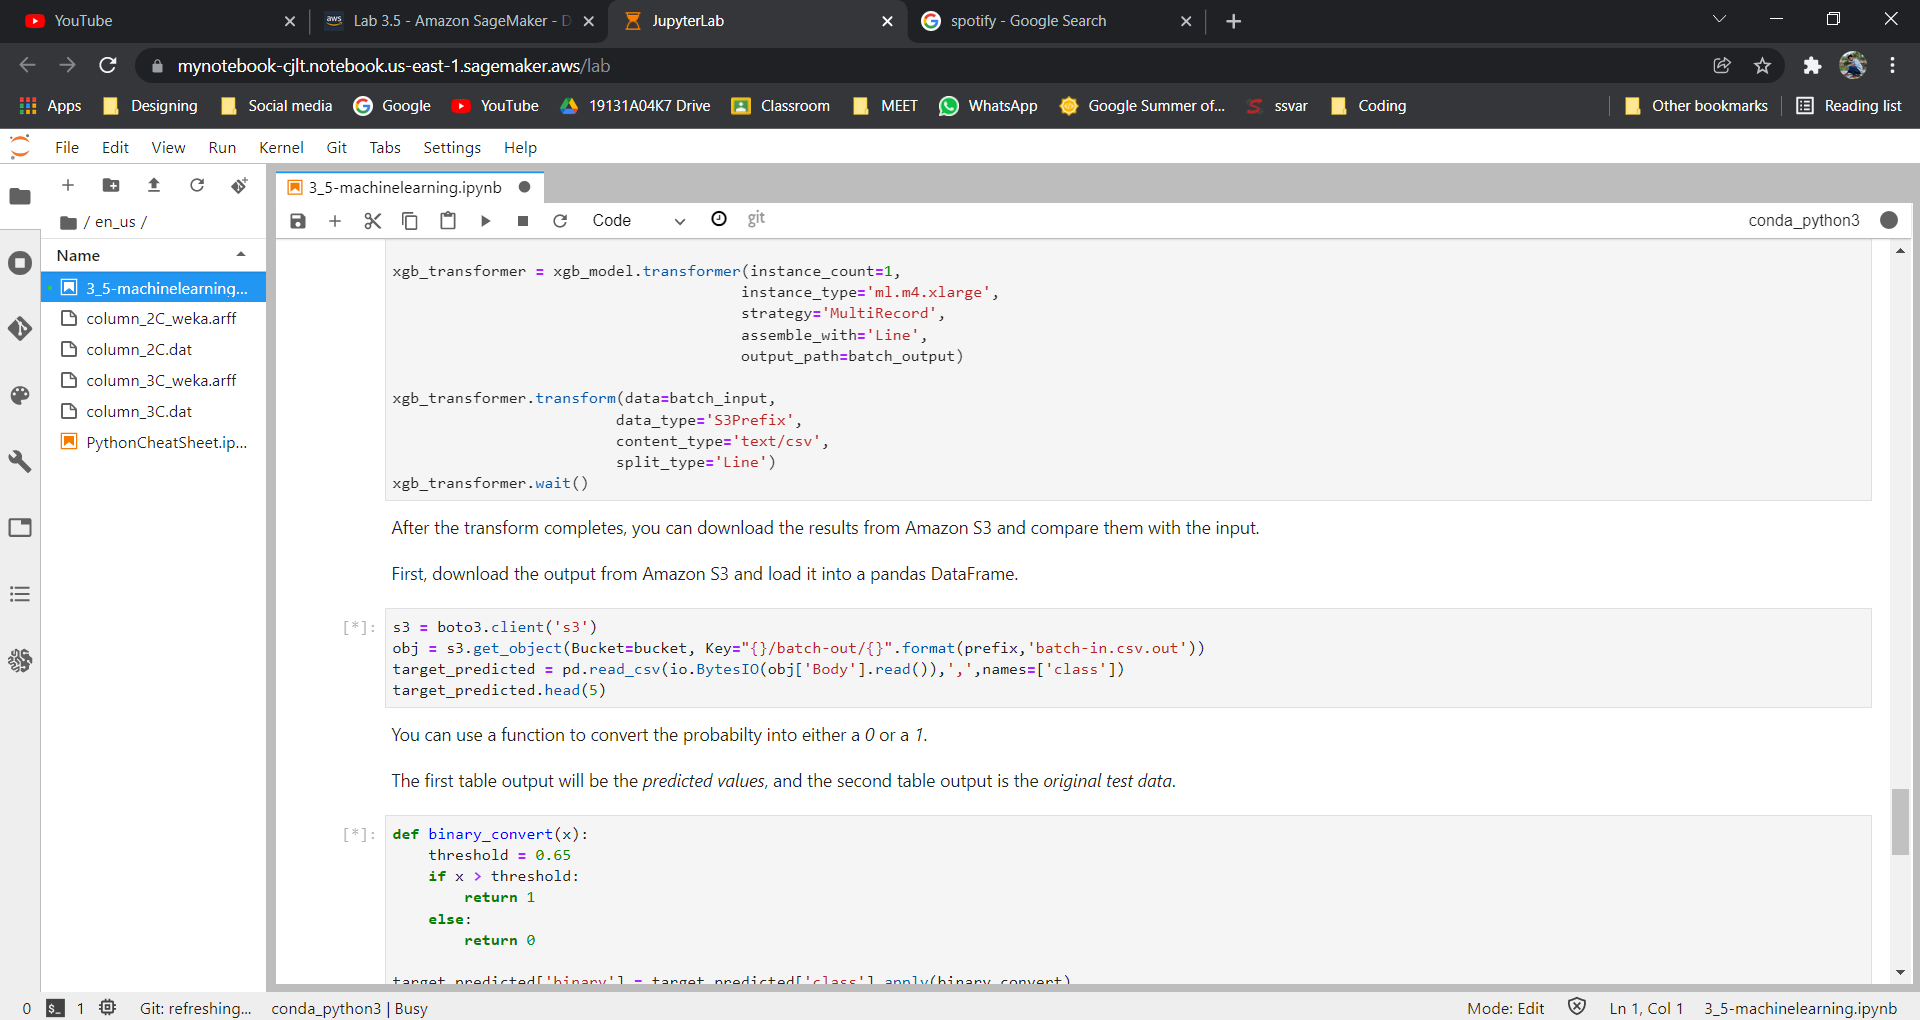 YouTube
aws Lab 3.5 - Amazon SageMaker - D
JupyterLab
spotify - Google Search
mynotebook-cjlt.notebook.us-east-1.sagemaker.aws/lab
Apps Designing Social media Google YouTube 19131A04K7 Drive Classroom MEET WhatsApp Google Summer of... ssvar Coding Other bookmarks Reading list
File Edit View Run Kernel Git Tabs Settings Help
3_5-machinelearning.ipynb
/ en_us /
Code git conda_python3
Name
3_5-machinelearning...
column_2C_weka.arff
column_2C.dat
column_3C_weka.arff
column_3C.dat
PythonCheatSheet.ip...
xgb_transformer = xgb_model.transformer(instance_count=1,
instance_type='ml.m4.xlarge',
strategy='MultiRecord',
assemble_with='Line',
output_path=batch_output)
xgb_transformer.transform(data=batch_input,
data_type='S3Prefix',
content_type='text/csv',
split_type='Line')
xgb_transformer.wait()
After the transform completes, you can download the results from Amazon S3 and compare them with the input.
First, download the output from Amazon S3 and load it into a pandas DataFrame.
[*]: s3 = boto3.client('s3')
obj = s3.get_object(Bucket=bucket, Key="{}/batch-out/{}".format(prefix,'batch-in.csv.out'))
target_predicted = pd.read_csv(io.BytesIO(obj['Body'].read()),',',names=['class'])
target_predicted.head(5)
You can use a function to convert the probabilty into either a 0 or a 1.
The first table output will be the predicted values, and the second table output is the original test data.
[*]: def binary_convert(x):
threshold = 0.65
if x > threshold:
return 1
else:
return 0
target_predicted['binary'] = target_predicted['class'].apply(binary_convert)
0 $_ 1 Git: refreshing... conda_python3 | Busy Mode: Edit Ln 1, Col 1 3_5-machinelearning.ipynb